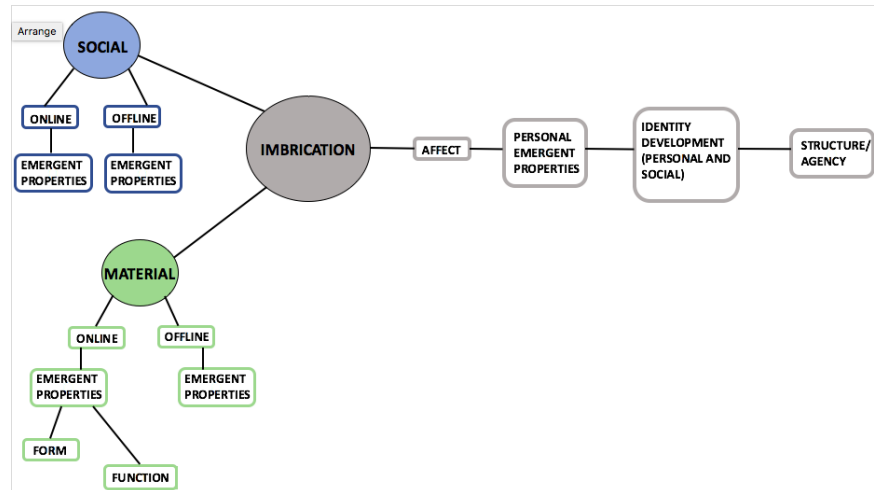 Arrange
SOCIAL
ONLINE
OFFLINE
EMERGENT
PROPERTIES
EMERGENT
PROPERTIES
IMBRICATION
AFFECT
PERSONAL
EMERGENT
PROPERTIES
IDENTITY
DEVELOPMENT
(PERSONAL AND
SOCIAL)
STRUCTURE/
AGENCY
MATERIAL
ONLINE
OFFLINE
EMERGENT
PROPERTIES
EMERGENT
PROPERTIES
FORM
FUNCTION